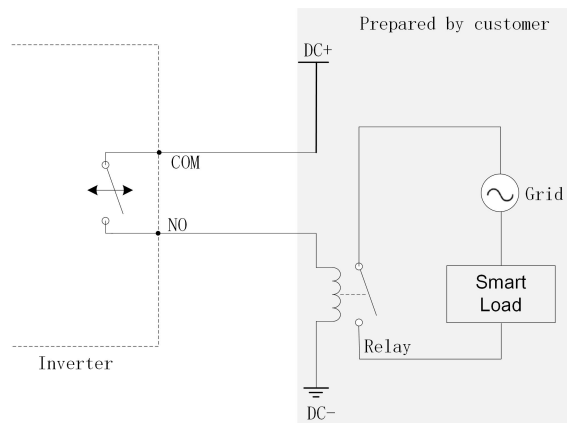 Prepared by customer
DC+
COM
Grid
NO
Smart
Load
Relay
Inverter
DC-